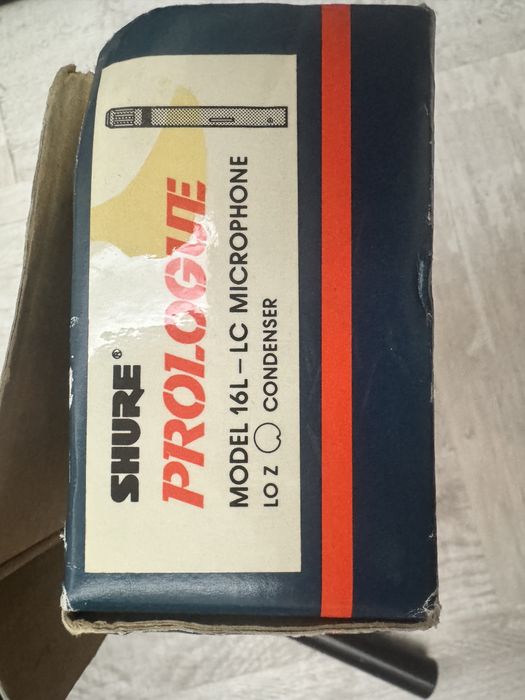 SHURE®
PROLOGUE
MODEL 16L – LC MICROPHONE
LO Z CONDENSER